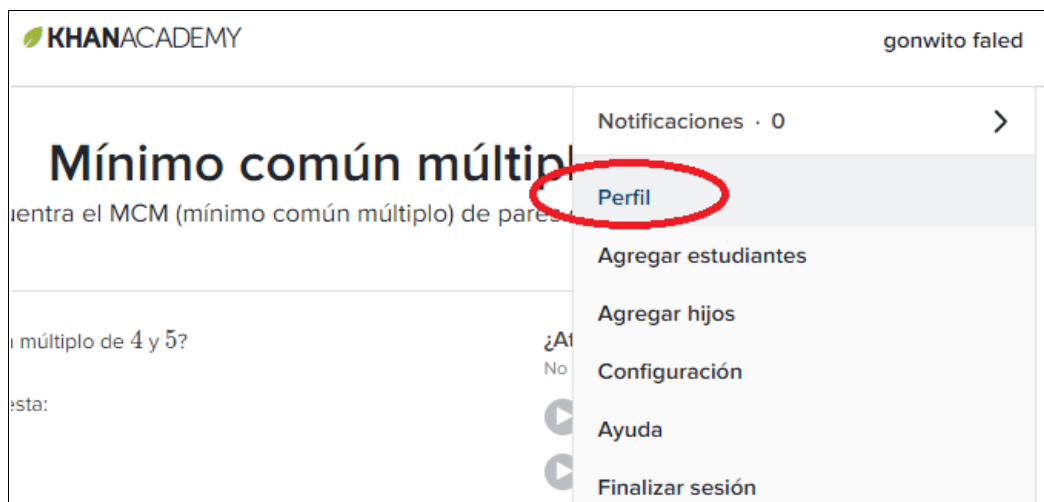 KHANACADEMY
gonwito faled
Notificaciones · 0
Mínimo común múltipl
Perfil
uentra el MCM (mínimo común múltiplo) de pares
Agregar estudiantes
Agregar hijos
múltiplo de 4 y 5?
¿At
No
Configuración
esta:
Ayuda
Finalizar sesión